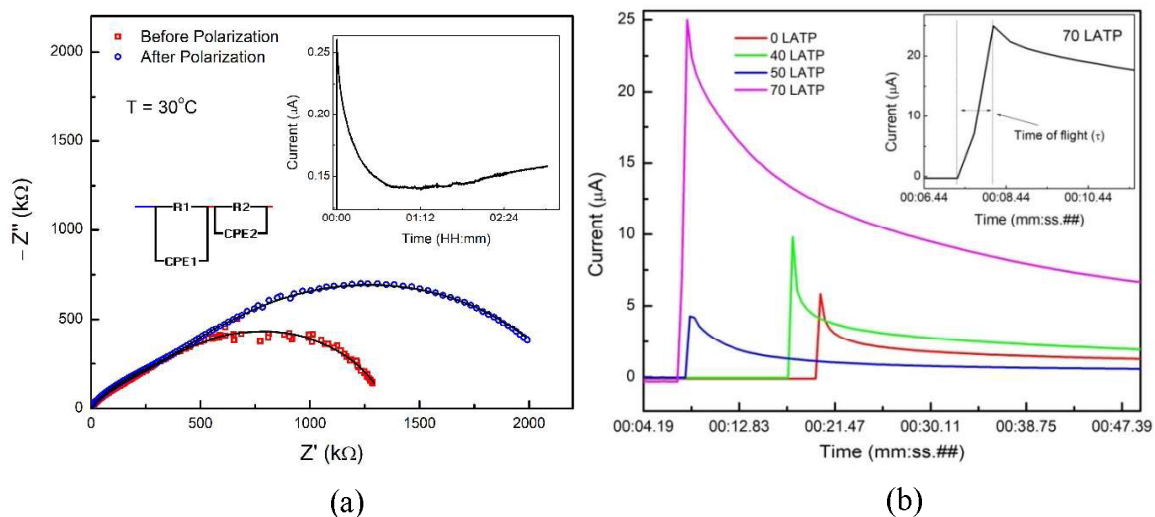 2000
1500
1000
500
0
− Z'' (kΩ)
Before Polarization
After Polarization
T = 30°C
R1
R2
CPE2
CPE1
0.25
0.20
0.15
Current (μA)
00:00
01:12
02:24
Time (HH:mm)
0
500
1000
1500
2000
Z' (kΩ)
(a)
25
20
15
10
5
0
Current (μA)
0 LATP
40 LATP
50 LATP
70 LATP
70 LATP
20
10
0
Current (μA)
Time of flight (τ)
00:06.44
00:08.44
00:10.44
Time (mm:ss.##)
00:04.19
00:12.83
00:21.47
00:30.11
00:38.75
00:47.39
Time (mm:ss.##)
(b)